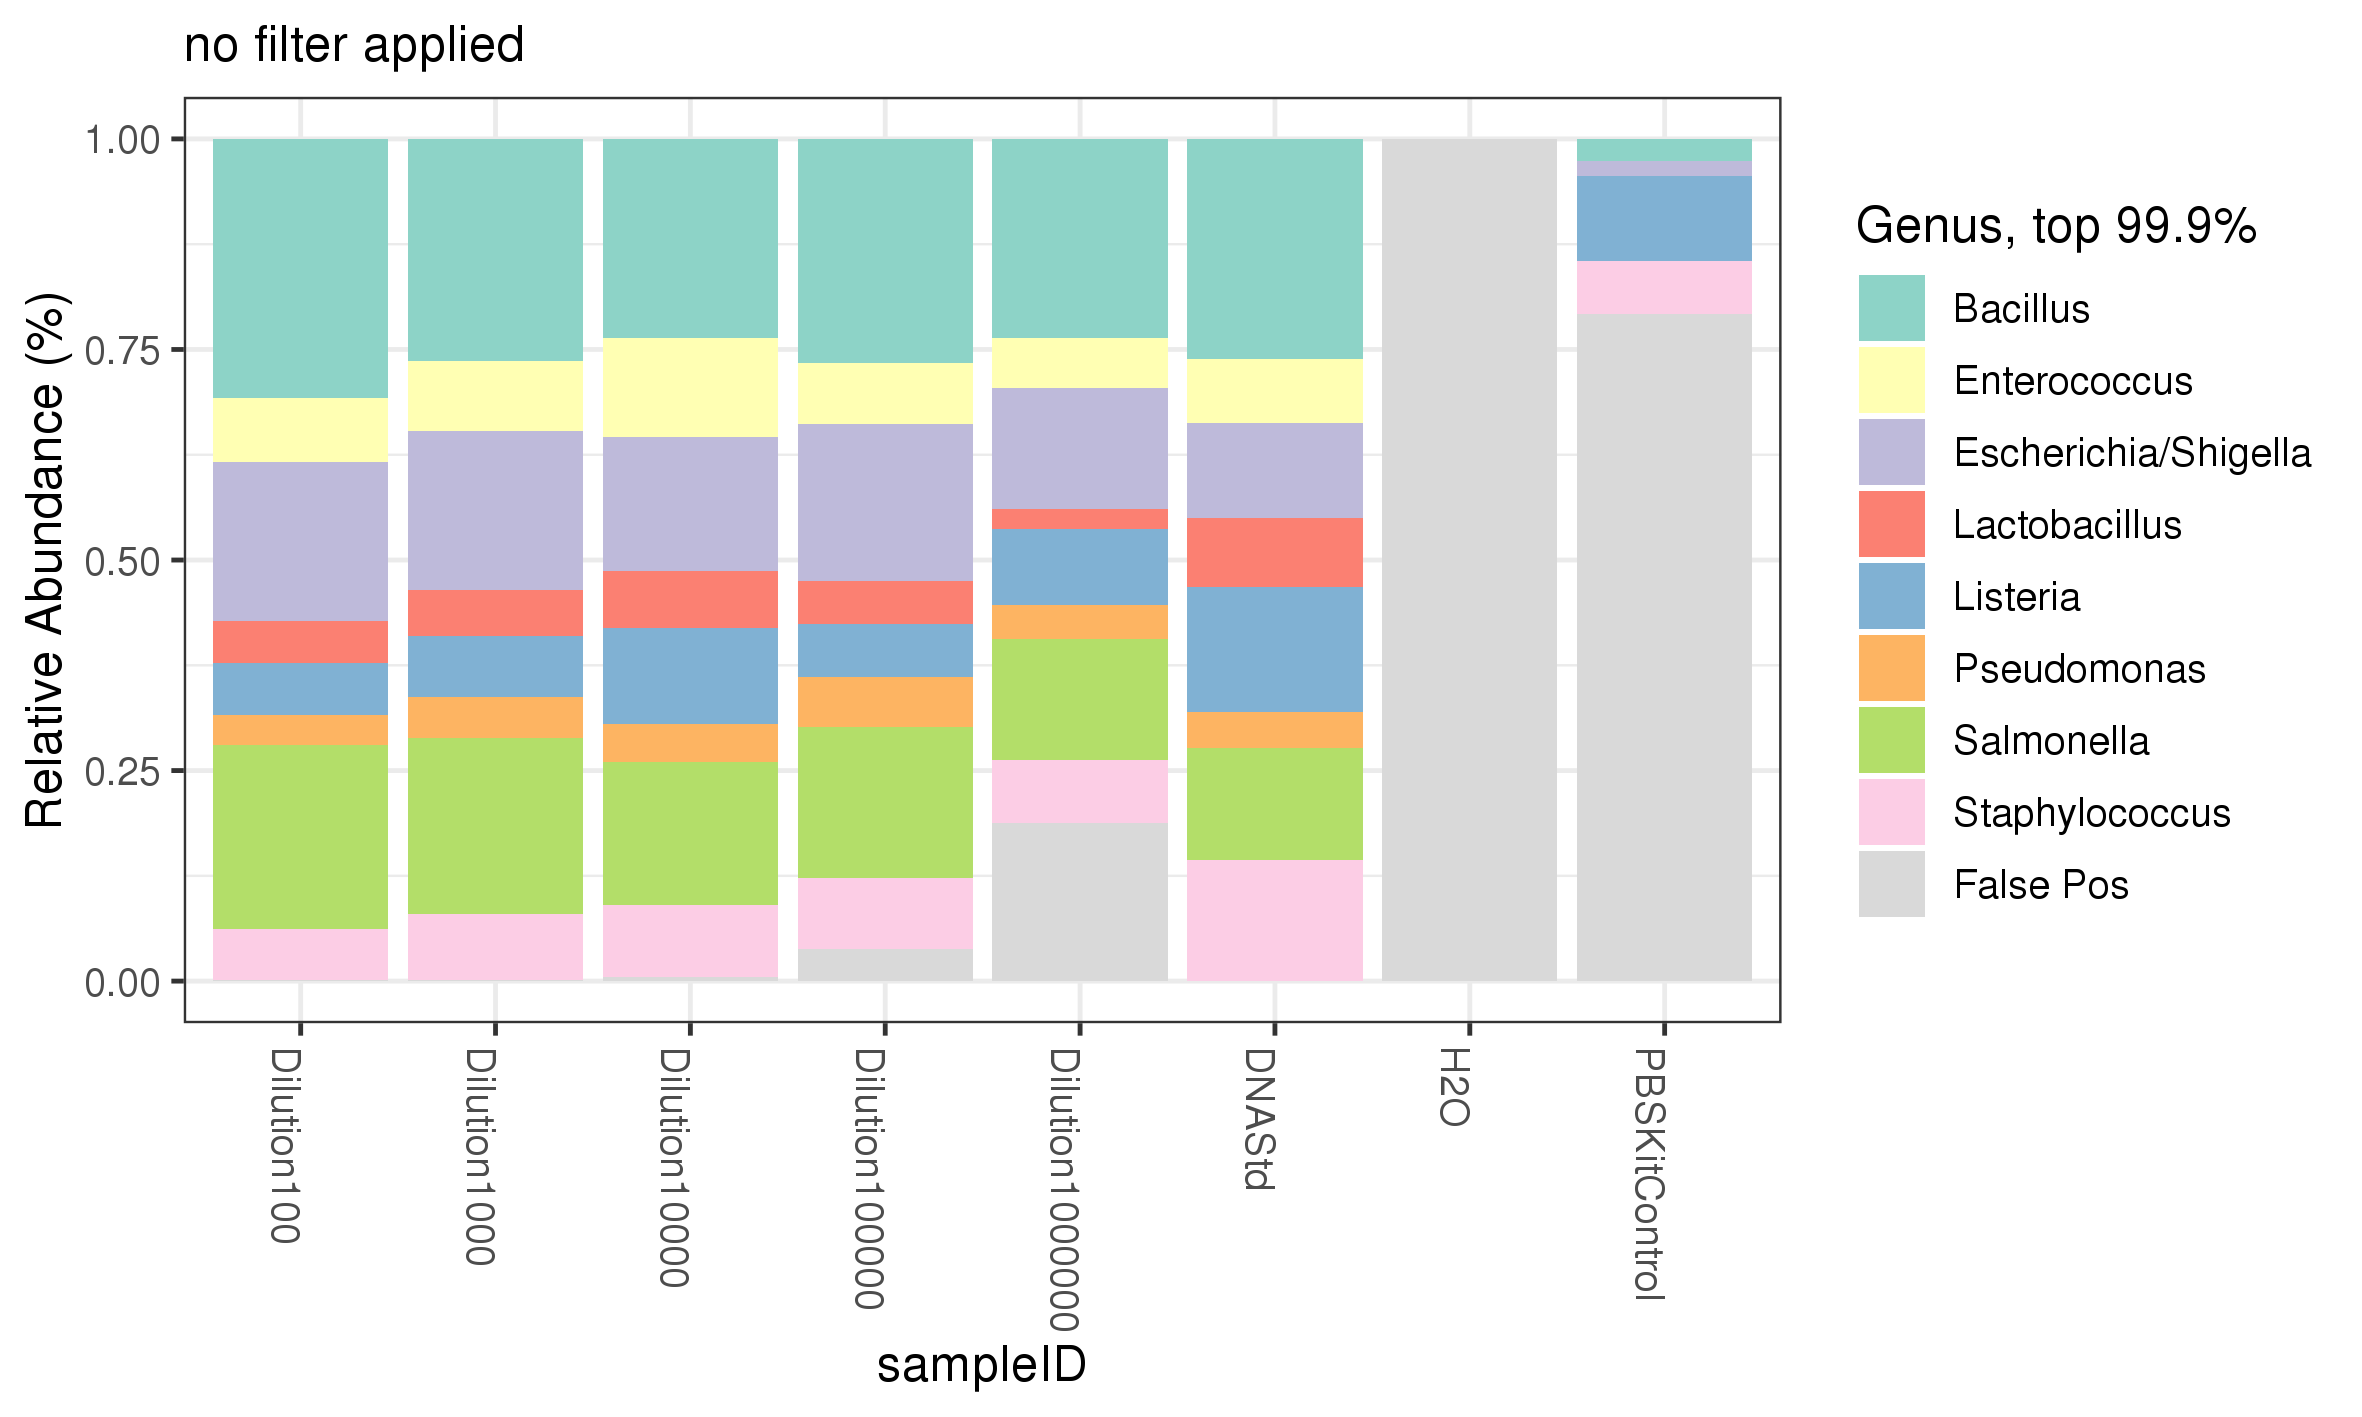 no filter applied
Relative Abundance (%)
1.00
0.75
0.50
0.25
0.00
Dilution100
Dilution1000
Dilution10000
Dilution100000
Dilution1000000
DNAStd
H2O
PBSKitControl
sampleID
Genus, top 99.9%
Bacillus
Enterococcus
Escherichia/Shigella
Lactobacillus
Listeria
Pseudomonas
Salmonella
Staphylococcus
False Pos